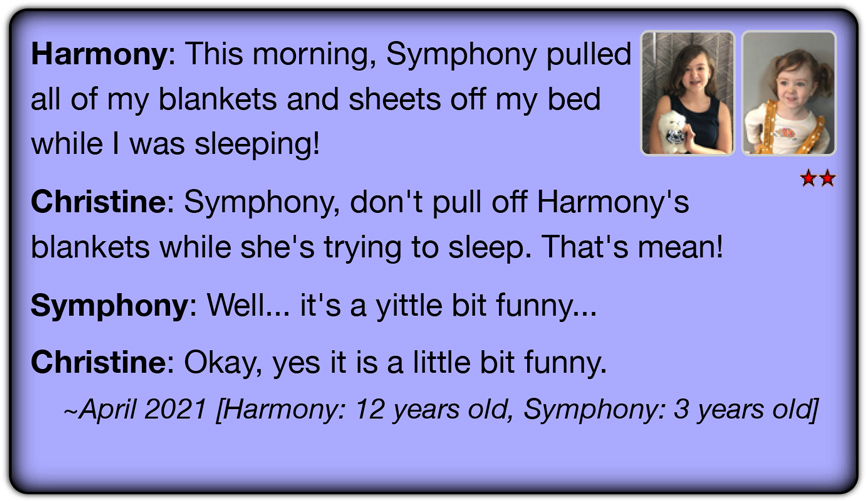 Harmony: This morning, Symphony pulled
all of my blankets and sheets off my bed
while I was sleeping!
Christine: Symphony, don't pull off Harmony's
blankets while she's trying to sleep. That's mean!
Symphony: Well... it's a yittle bit funny...
Christine: Okay, yes it is a little bit funny.
~April 2021 [Harmony: 12 years old, Symphony: 3 years old]